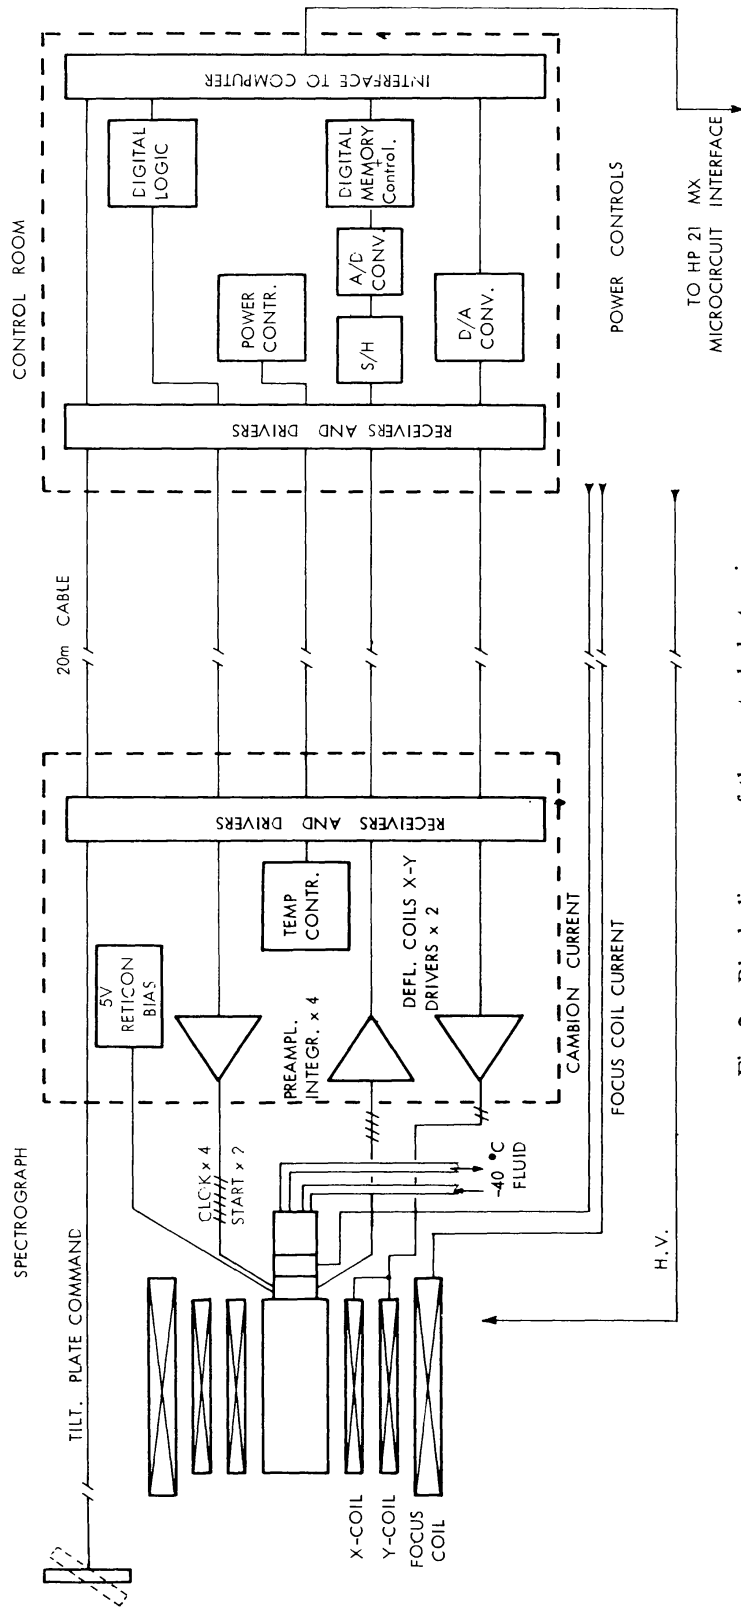 SPECTROGRAPH
CONTROL ROOM
TILT. PLATE COMMAND
20m CABLE
5V
RETICON
BIAS
CLCK x 4
START x 2
PREAMPL.
INTEGR. x 4
TEMP
CONTR.
DEFL. COILS X-Y
DRIVERS x 2
RECEIVERS AND DRIVERS
RECEIVERS AND DRIVERS
DIGITAL
LOGIC
POWER
CONTR.
S/H
A/D
CONV.
DIGITAL
MEMORY
+
Control.
D/A
CONV.
INTERFACE TO COMPUTER
X-COIL
Y-COIL
FOCUS
COIL
-40 °C
FLUID
CAMBION CURRENT
FOCUS COIL CURRENT
H.V.
POWER CONTROLS
TO HP 21 MX
MICROCIRCUIT INTERFACE